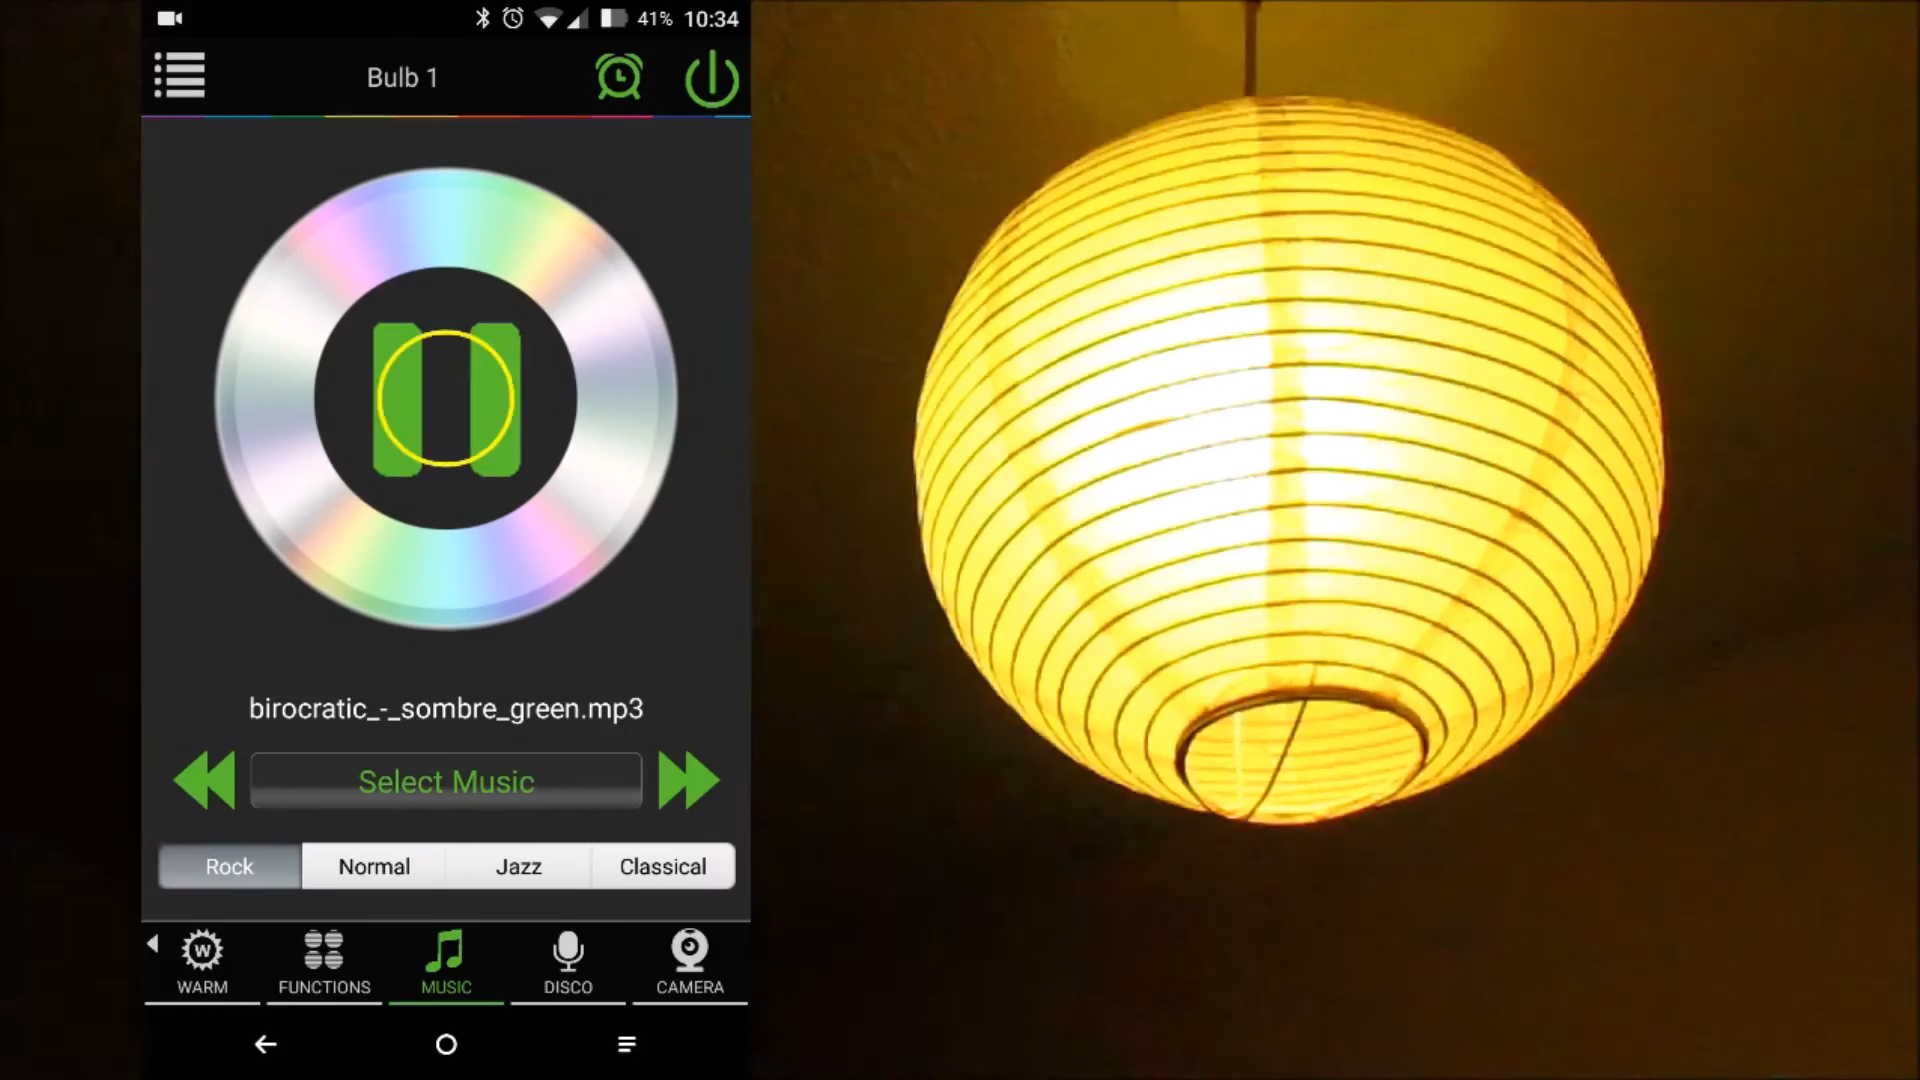 41% 10:34
Bulb 1
birocratic_-_sombre_green.mp3
Select Music
Rock Normal Jazz Classical
W
WARM FUNCTIONS MUSIC DISCO CAMERA